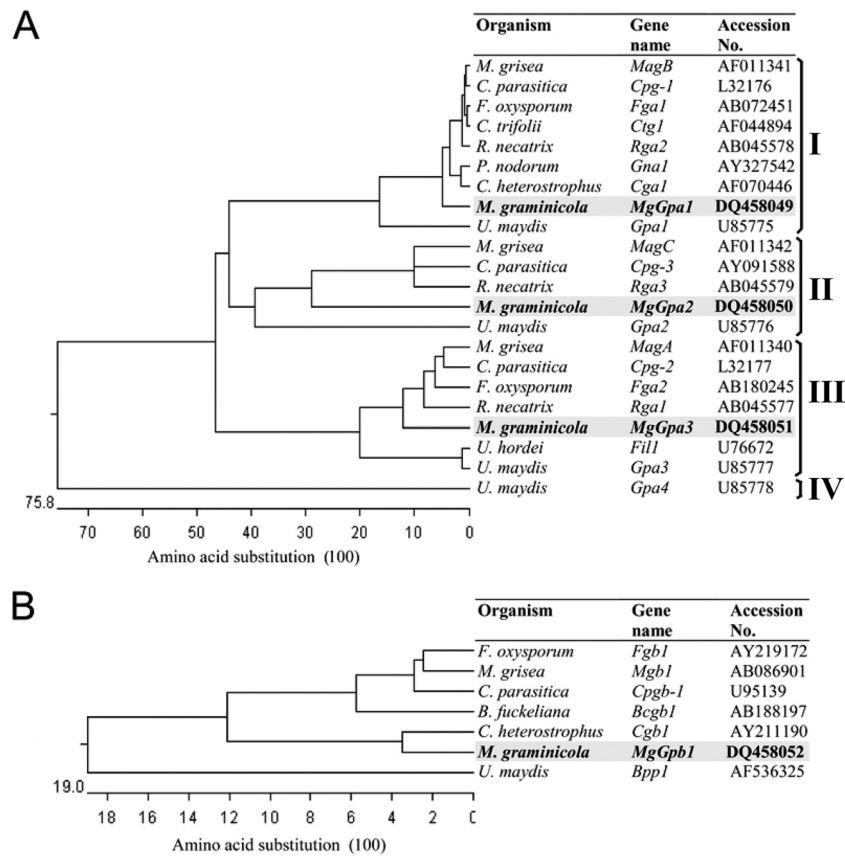 A
Organism Gene name Accession No.
M. grisea MagB AF011341
C. parasitica Cpg-1 L32176
F. oxysporum Fga1 AB072451
C. trifolii Ctg1 AF044894
R. necatrix Rga2 AB045578
P. nodorum Gna1 AY327542
C. heterostrophus Cga1 AF070446
M. graminicola MgGpa1 DQ458049
U. maydis Gpa1 U85775
I
M. grisea MagC AF011342
C. parasitica Cpg-3 AY091588
R. necatrix Rga3 AB045579
M. graminicola MgGpa2 DQ458050
U. maydis Gpa2 U85776
II
M. grisea MagA AF011340
C. parasitica Cpg-2 L32177
F. oxysporum Fga2 AB180245
R. necatrix Rga1 AB045577
M. graminicola MgGpa3 DQ458051
U. hordei Fil1 U76672
U. maydis Gpa3 U85777
III
U. maydis Gpa4 U85778
IV
75.8
70 60 50 40 30 20 10 0
Amino acid substitution (100)
B
Organism Gene name Accession No.
F. oxysporum Fgb1 AY219172
M. grisea Mgb1 AB086901
C. parasitica Cpgb-1 U95139
B. fuckeliana Bcgb1 AB188197
C. heterostrophus Cgb1 AY211190
M. graminicola MgGpb1 DQ458052
U. maydis Bpp1 AF536325
19.0
18 16 14 12 10 8 6 4 2 0
Amino acid substitution (100)